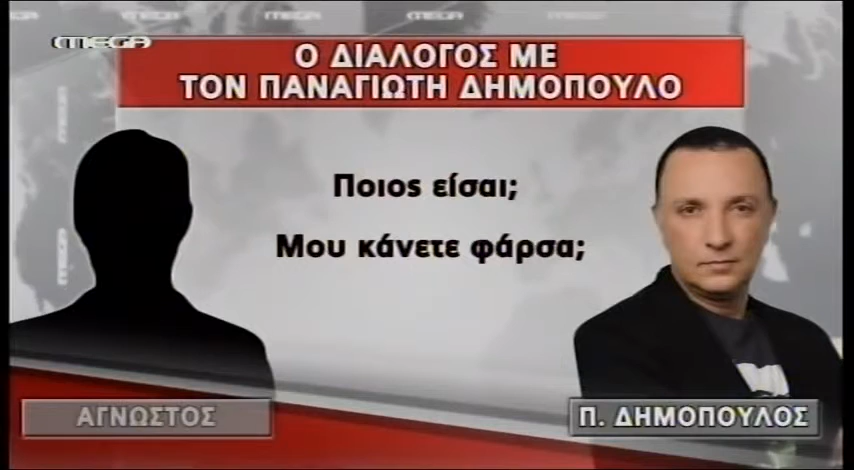 MEGA
Ο ΔΙΑΛΟΓΟΣ ΜΕ
ΤΟΝ ΠΑΝΑΓΙΩΤΗ ΔΗΜΟΠΟΥΛΟ
Ποιος είσαι;
Μου κάνετε φάρσα;
ΑΓΝΩΣΤΟΣ
Π. ΔΗΜΟΠΟΥΛΟΣ